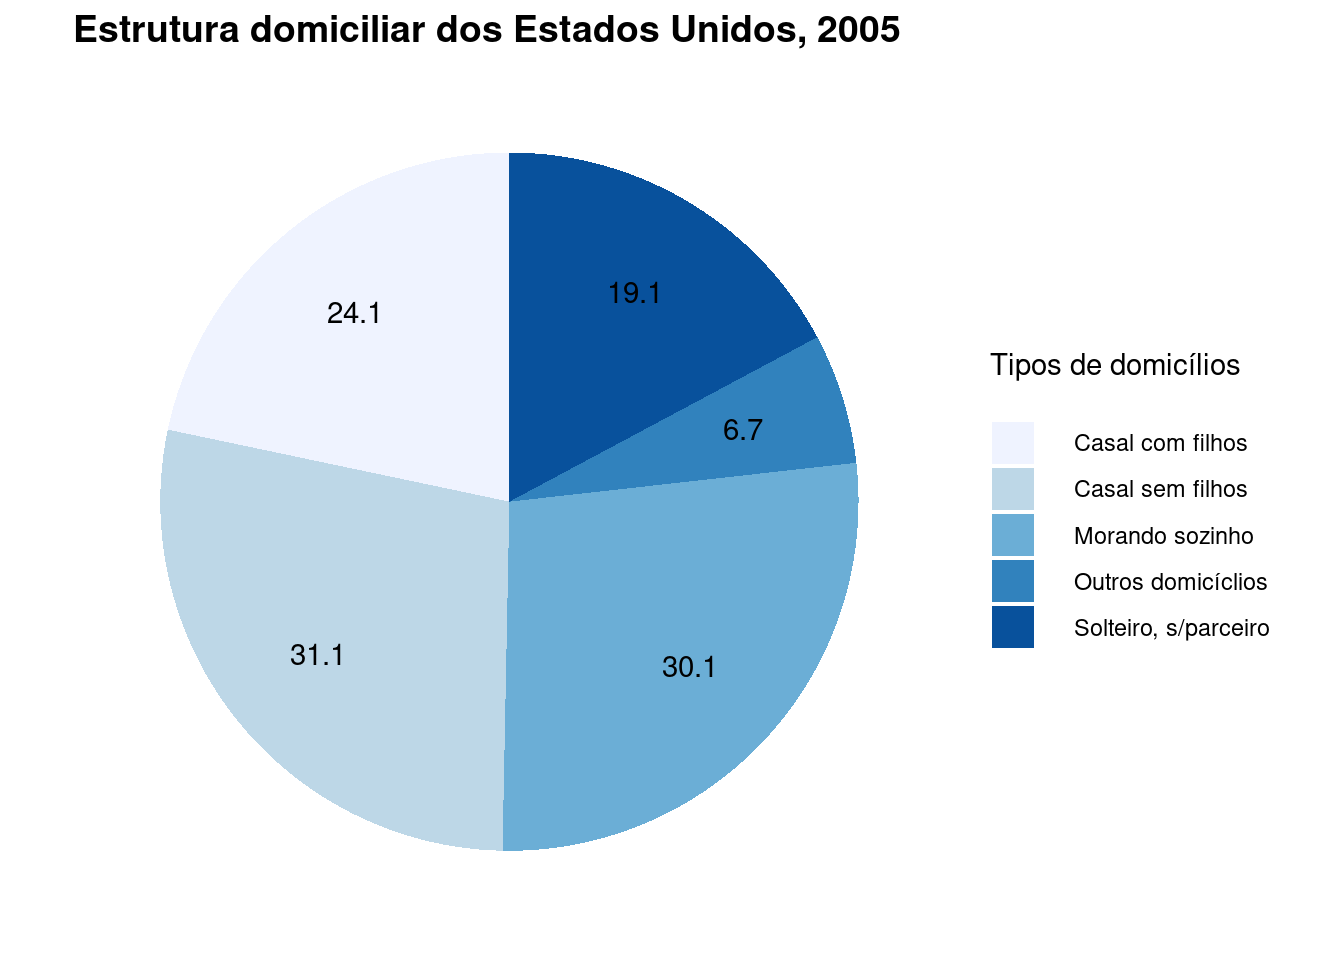 Estrutura domiciliar dos Estados Unidos, 2005
19.1
24.1
6.7
31.1
30.1
Tipos de domicílios
Casal com filhos
Casal sem filhos
Morando sozinho
Outros domicíclios
Solteiro, s/parceiro